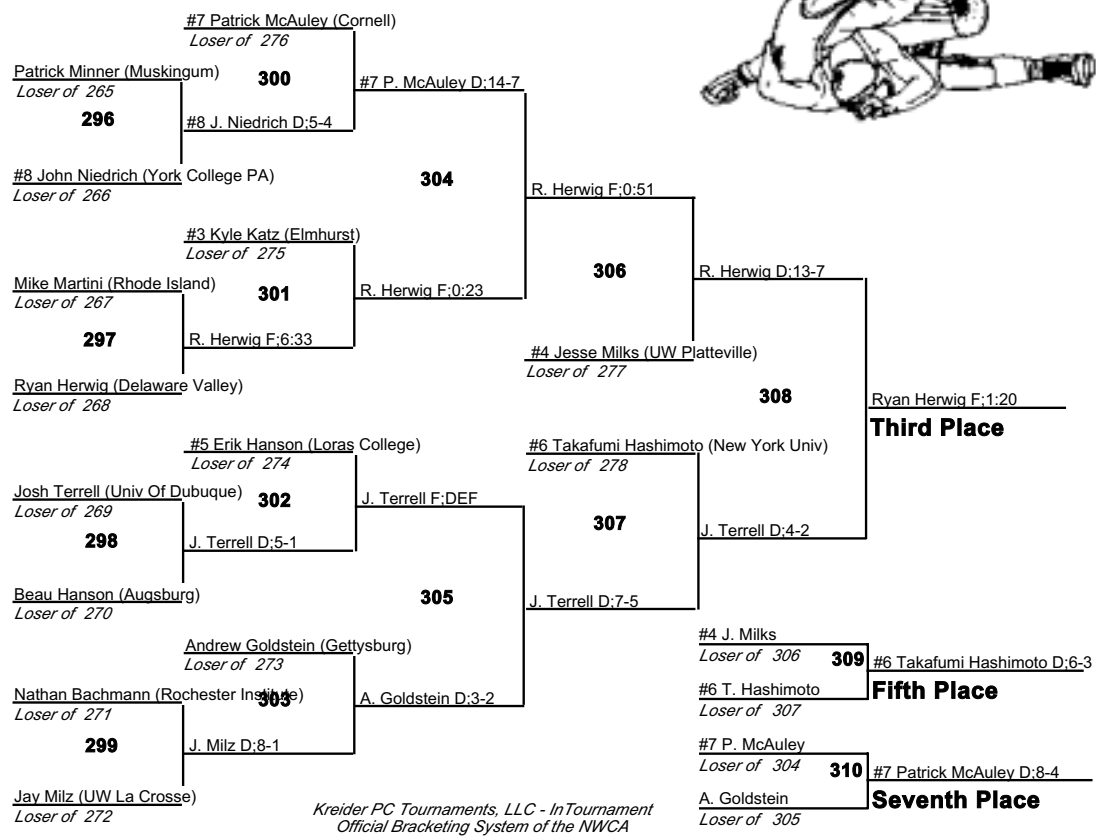 #7 Patrick McAuley (Cornell)
Loser of 276
Patrick Minner (Muskingum)
Loser of 265
300
#7 P. McAuley D;14-7
296
#8 J. Niedrich D;5-4
#8 John Niedrich (York College PA)
Loser of 266
304
R. Herwig F;0:51
#3 Kyle Katz (Elmhurst)
Loser of 275
Mike Martini (Rhode Island)
Loser of 267
301
R. Herwig F;0:23
306
R. Herwig D;13-7
297
R. Herwig F;6:33
#4 Jesse Milks (UW Platteville)
Loser of 277
Ryan Herwig (Delaware Valley)
Loser of 268
308
Ryan Herwig F;1:20
Third Place
#5 Erik Hanson (Loras College)
Loser of 274
#6 Takafumi Hashimoto (New York Univ)
Loser of 278
Josh Terrell (Univ Of Dubuque)
Loser of 269
302
J. Terrell F;DEF
307
J. Terrell D;4-2
298
J. Terrell D;5-1
Beau Hanson (Augsburg)
Loser of 270
305
J. Terrell D;7-5
Andrew Goldstein (Gettysburg)
Loser of 273
Nathan Bachmann (Rochester Institute)
Loser of 271
303
A. Goldstein D;3-2
299
J. Milz D;8-1
Jay Milz (UW La Crosse)
Loser of 272
#4 J. Milks
Loser of 306
309
#6 Takafumi Hashimoto D;6-3
#6 T. Hashimoto
Loser of 307
Fifth Place
#7 P. McAuley
Loser of 304
310
#7 Patrick McAuley D;8-4
A. Goldstein
Loser of 305
Seventh Place
Kreider PC Tournaments, LLC - InTournament
Official Bracketing System of the NWCA